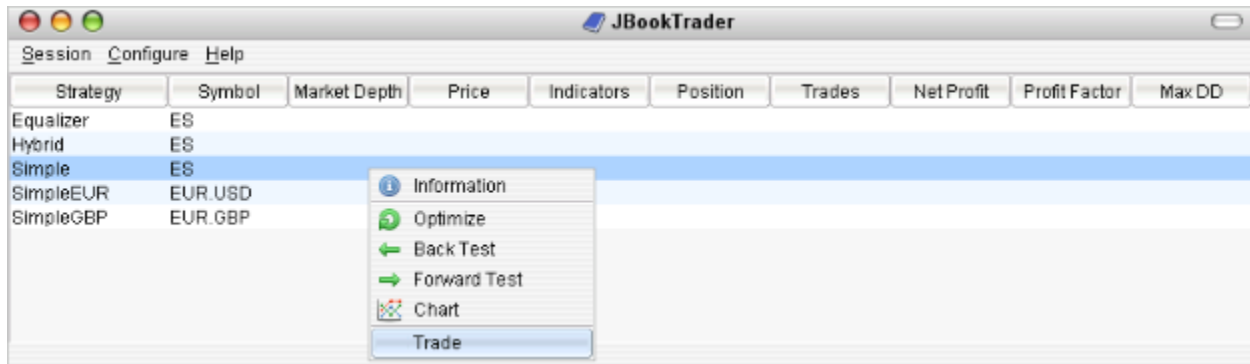 JBookTrader
Session Configure Help
Strategy Symbol Market Depth Price Indicators Position Trades Net Profit Profit Factor Max DD
Equalizer ES
Hybrid ES
Simple ES
Information
SimpleEUR EUR.USD
SimpleGBP EUR.GBP
Optimize
Back Test
Forward Test
Chart
Trade